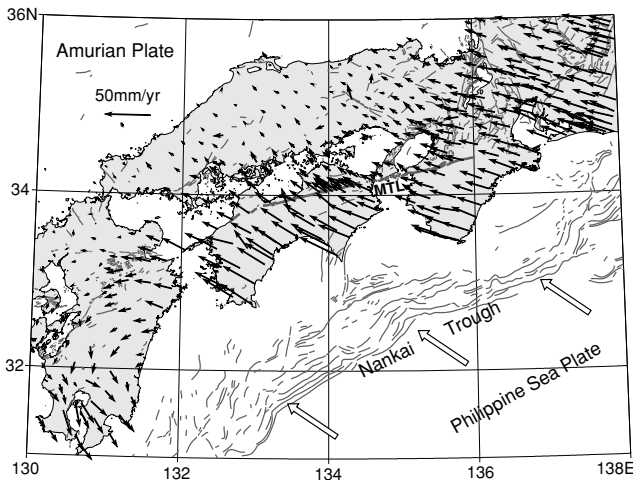 36N
Amurian Plate
50mm/yr
34
MTL
32
Nankai Trough
Philippine Sea Plate
130
132
134
136
138E